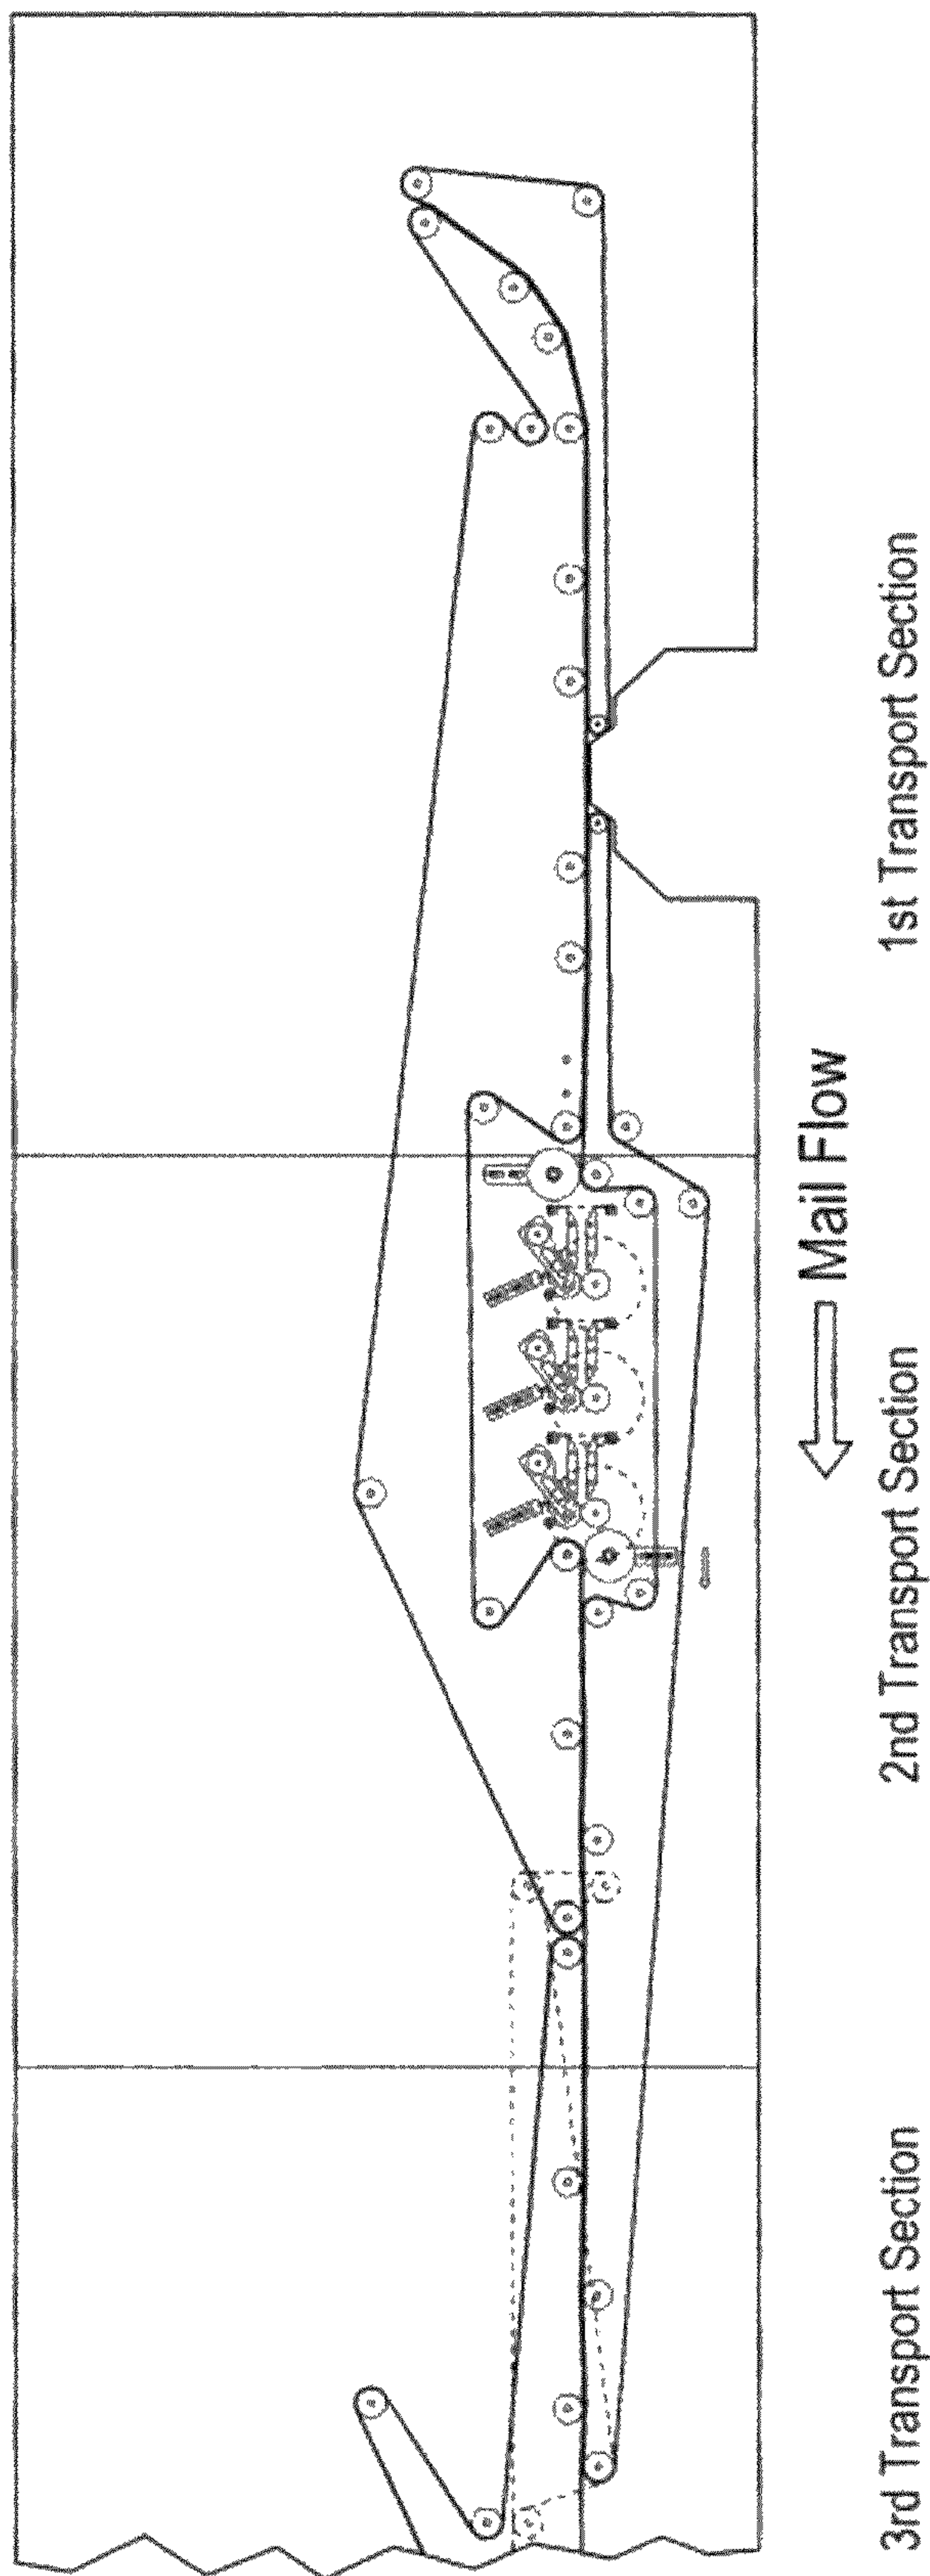 1st Transport Section
Mail Flow
2nd Transport Section
3rd Transport Section